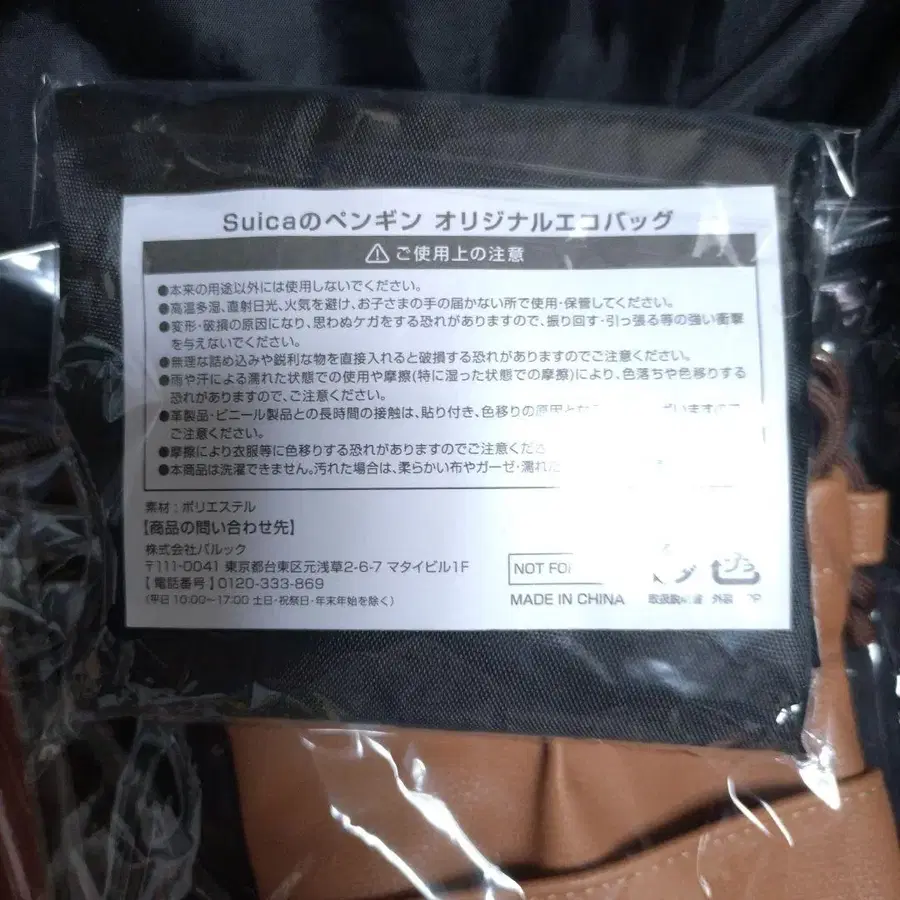 Suicaのペンギン オリジナルエコバッグ
ご使用上の注意
●本来の用途以外には使用しないでください。
●高温多湿、直射日光、火気を避け、お子さまの手の届かない所で使用・保管してください。
●変形・破損の原因になり、思わぬケガをする恐れがありますので、振り回す・引っ張る等の強い衝撃
を与えないでください。
●無理な詰め込みや鋭利な物を直接入れると破損する恐れがありますのでご注意ください。
●雨や汗による濡れた状態での使用や摩擦(特に湿った状態での摩擦)により、色落ちや色移りする
恐れがありますので、ご注意ください。
●革製品・ビニール製品との長時間の接触は、貼り付き、色移りの原因とな
ご注意ください。
●摩擦により衣服等に色移りする恐れがありますのでご注意くださ
●本商品は洗濯できません。汚れた場合は、柔らかい布やガーゼ・濡れた
素材：ポリエステル
【商品の問い合わせ先】
株式会社バルック
〒111-0041 東京都台東区元浅草2-6-7 マタイビル1F
【電話番号】0120-333-869
(平日 10:00〜17:00 土日・祝祭日・年末年始を除く)
NOT FO
MADE IN CHINA
プラ
取扱説明書 外装